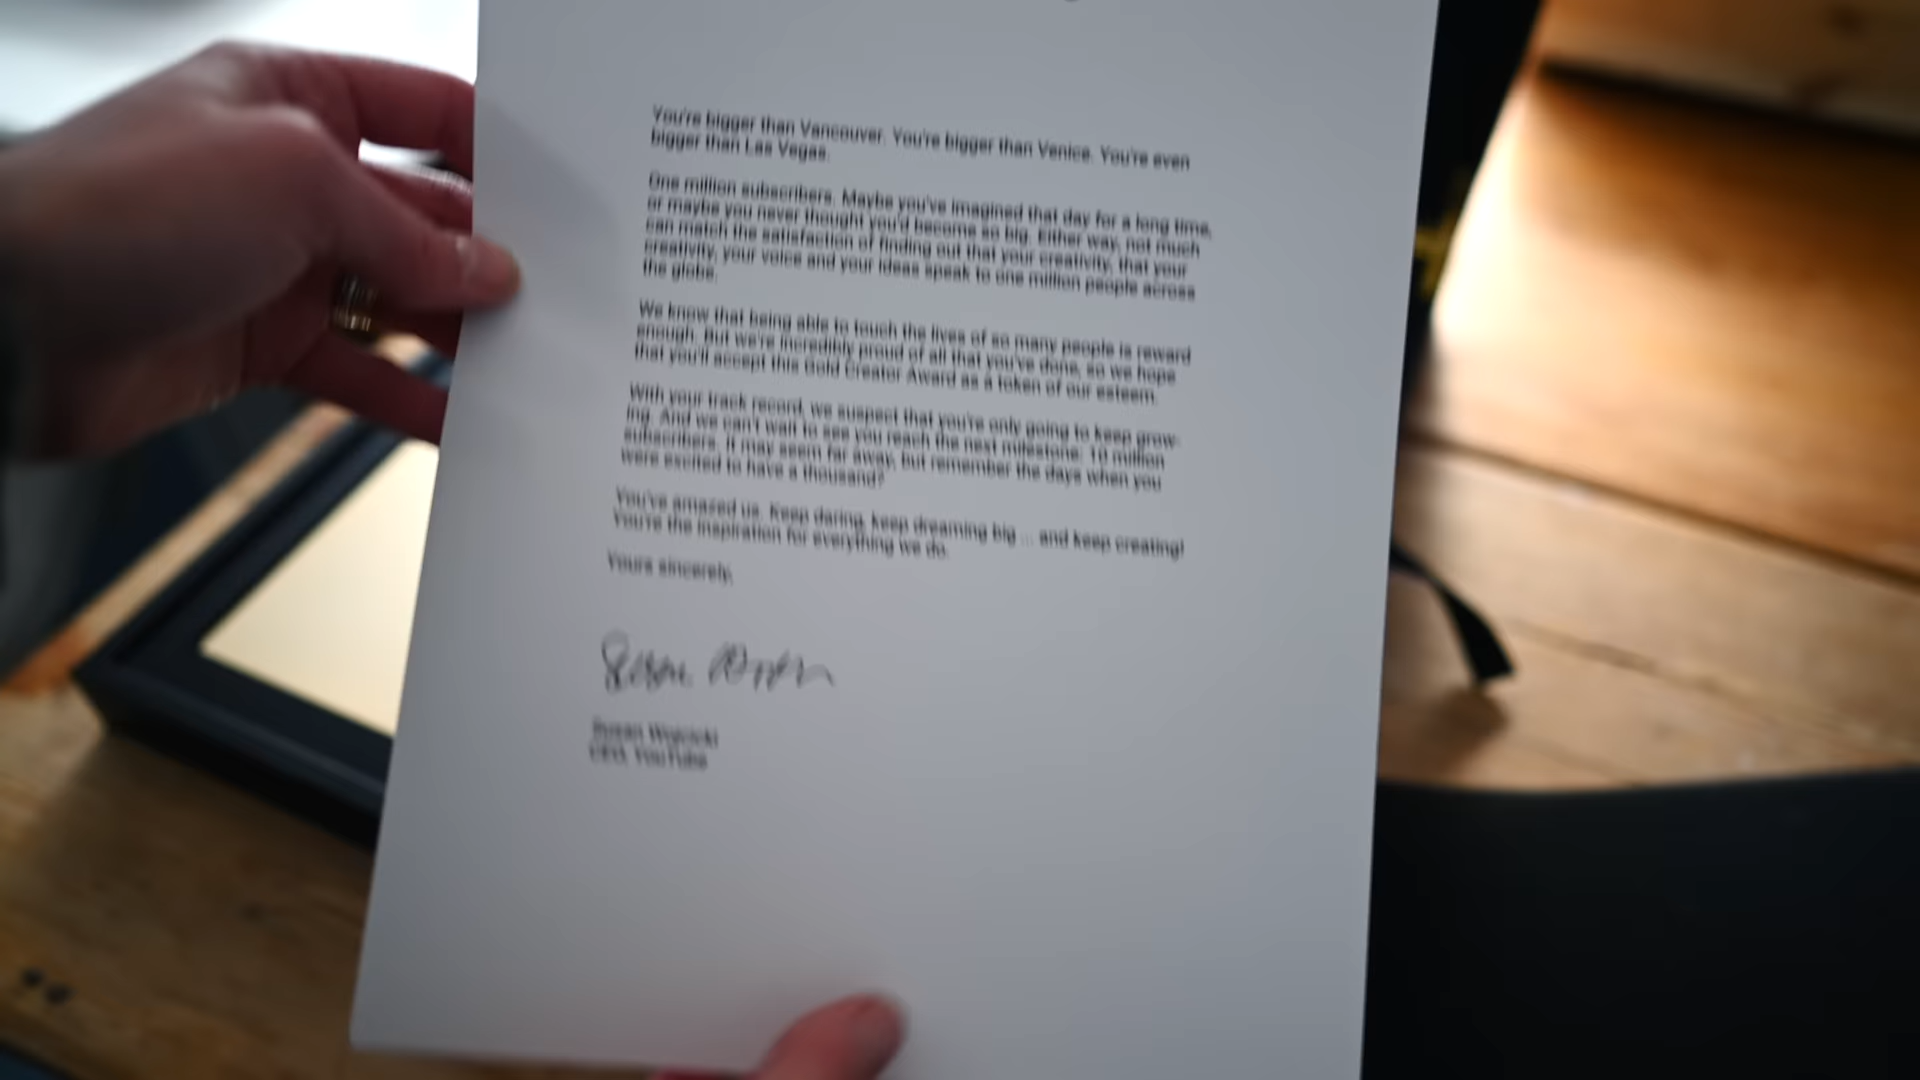 You're bigger than Vancouver. You're bigger than Venice. You're even
bigger than Las Vegas.
One million subscribers. Maybe you've imagined that day for a long time,
or maybe you never thought you'd become so big. Either way, not much
can match the satisfaction of finding out that your creativity, that your
creativity, your voice and your ideas speak to one million people across
the globe.
We know that being able to touch the lives of so many people is reward
enough. But we're incredibly proud of all that you've done, so we hope
that you'll accept this Gold Creator Award as a token of our esteem.
With your track record, we suspect that you're only going to keep grow-
ing. And we can't wait to see you reach the next milestone: 10 million
subscribers. It may seem far away, but remember the days when you
were excited to have a thousand?
You've amazed us. Keep daring, keep dreaming big ... and keep creating!
You're the inspiration for everything we do.
Yours sincerely,
Susan Wojcicki
CEO, YouTube